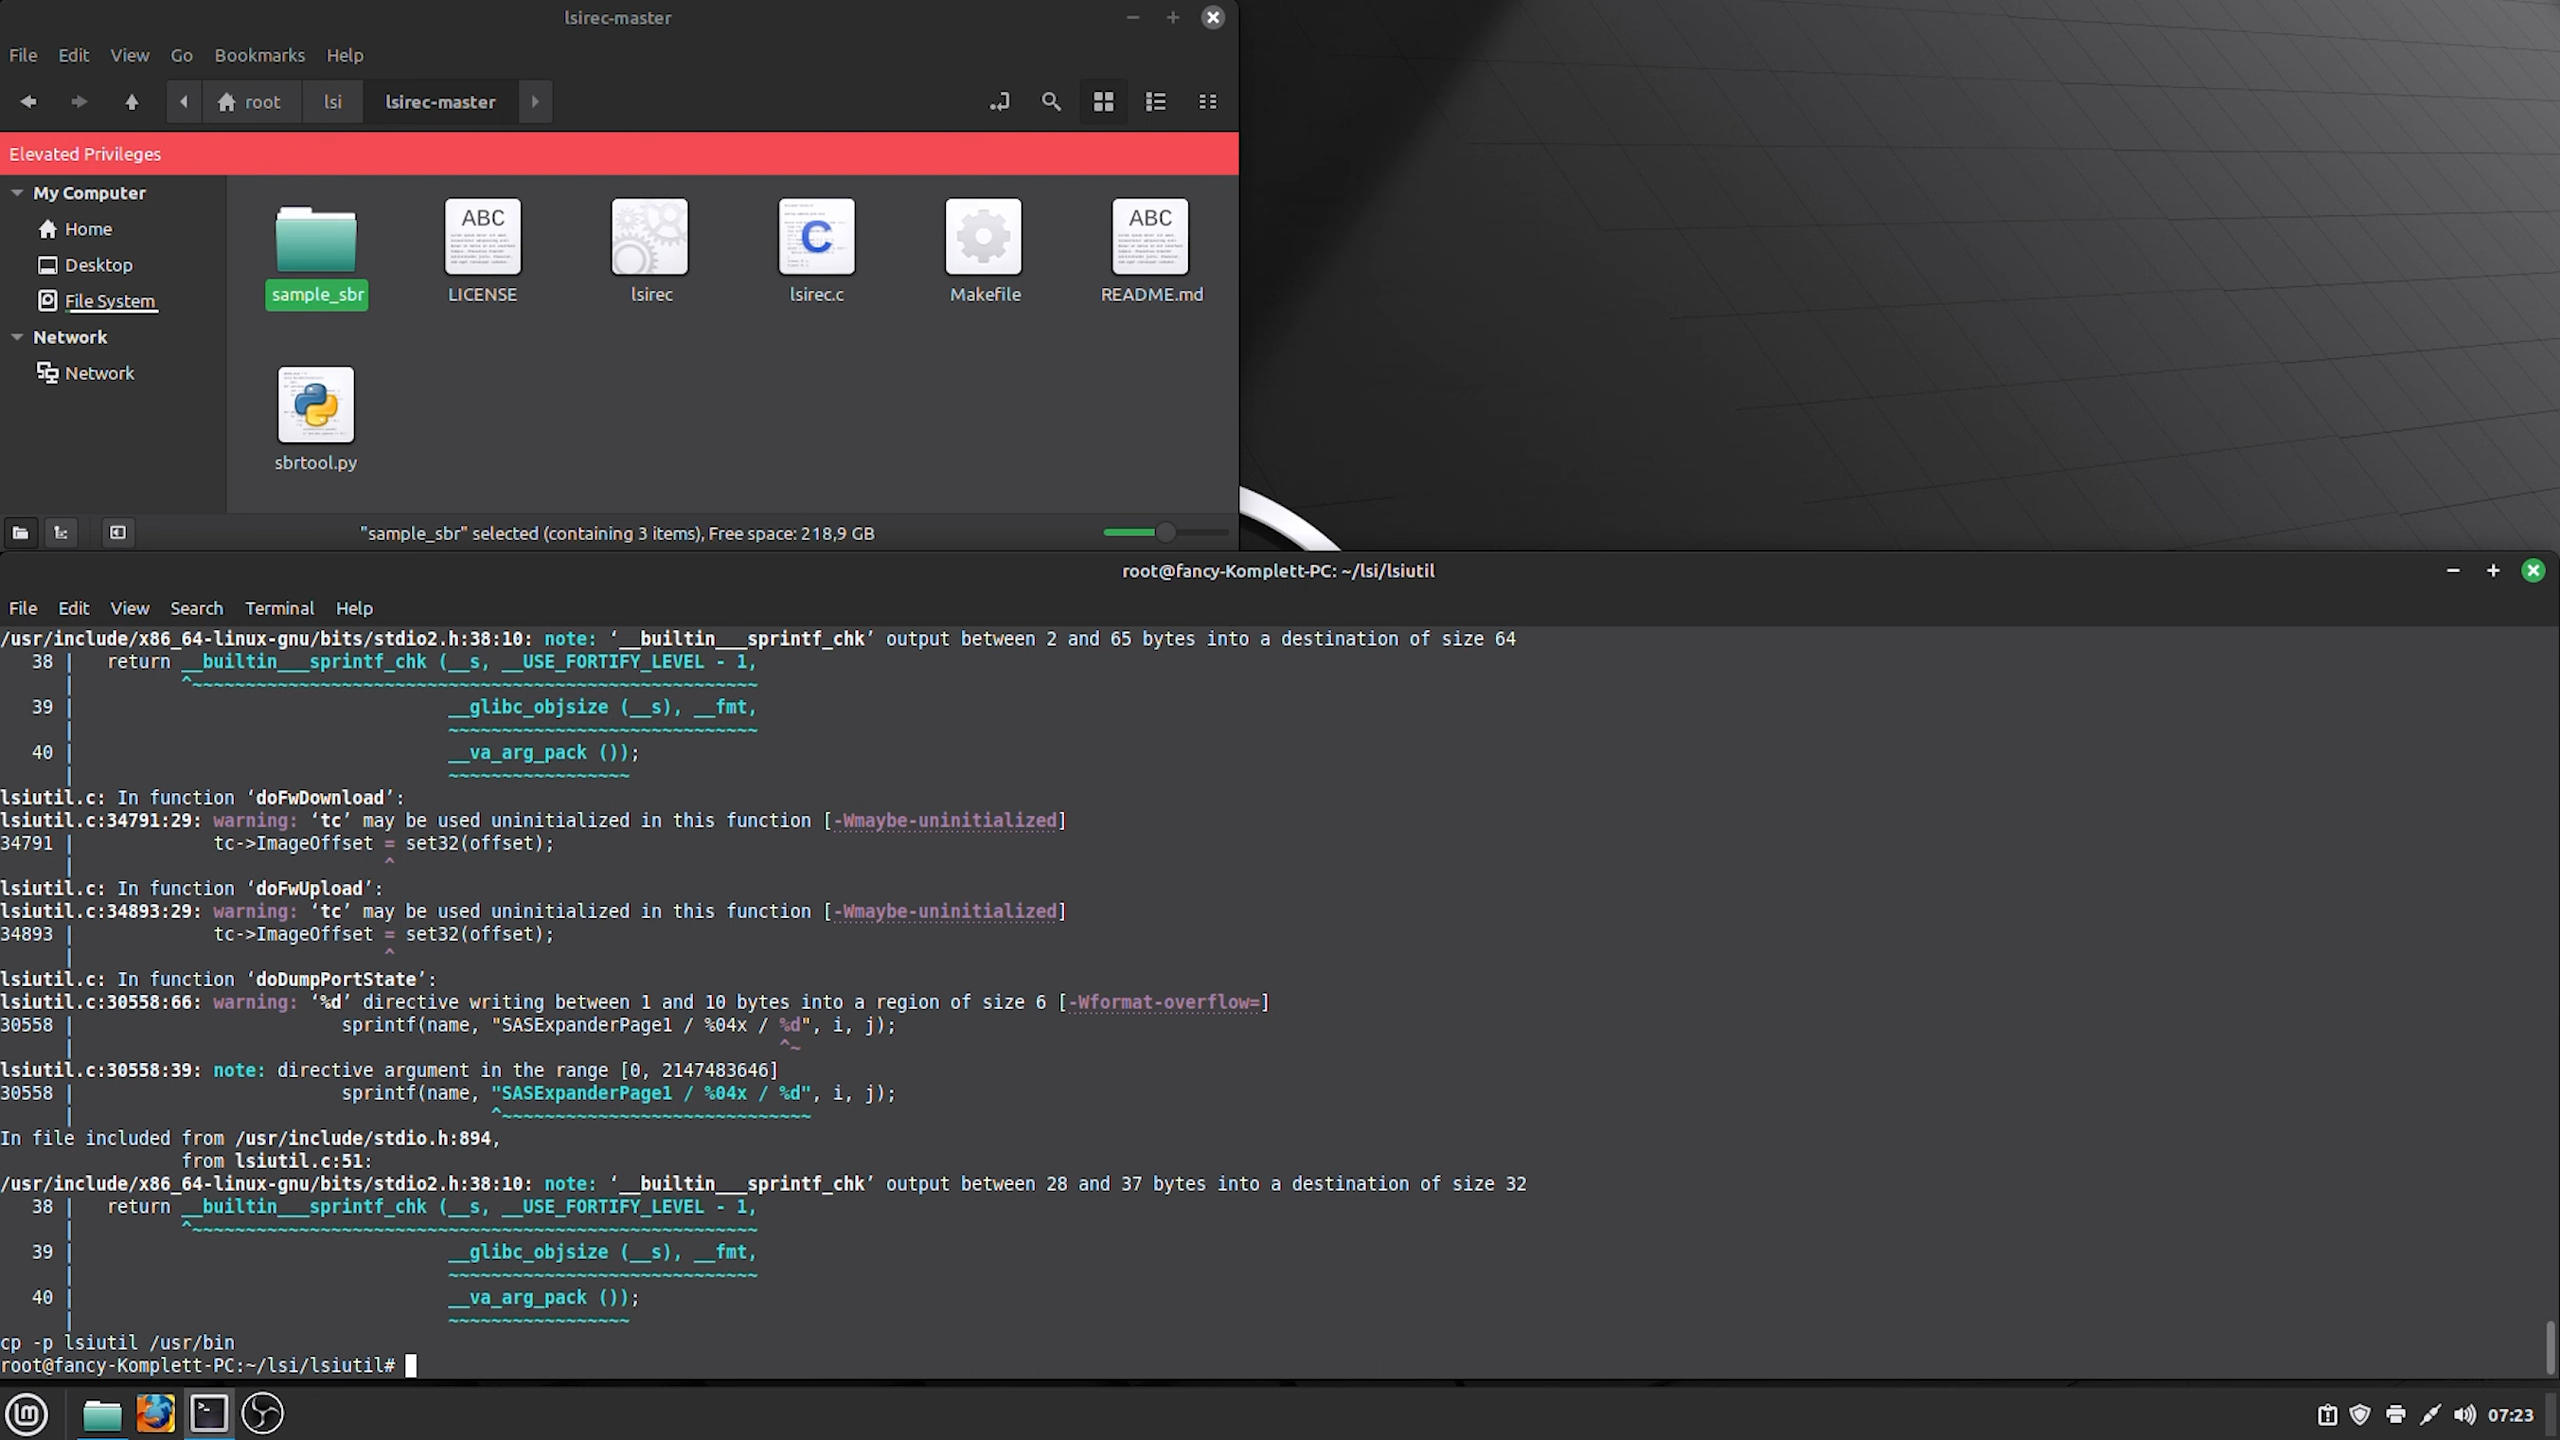 lsirec-master
File Edit View Go Bookmarks Help
root lsi lsirec-master
Elevated Privileges
My Computer
Home
Desktop
File System
Network
Network
ABC
C
ABC
sample_sbr LICENSE lsirec lsirec.c Makefile README.md
sbrtool.py
"sample_sbr" selected (containing 3 items), Free space: 218,9 GB
root@fancy-Komplett-PC: ~/lsi/lsiutil
File Edit View Search Terminal Help
/usr/include/x86_64-linux-gnu/bits/stdio2.h:38:10: note: ‘__builtin___sprintf_chk’ output between 2 and 65 bytes into a destination of size 64
38 | return __builtin___sprintf_chk (__s, __USE_FORTIFY_LEVEL - 1,
| ^~~~~~~~~~~~~~~~~~~~~~~~~~~~~~~~~~~~~~~~~~~~~~~~~~~~~~
39 | __glibc_objsize (__s), __fmt,
| ~~~~~~~~~~~~~~~~~~~~~~~~~~~~~
40 | __va_arg_pack ());
| ~~~~~~~~~~~~~~~~~
lsiutil.c: In function ‘doFwDownload’:
lsiutil.c:34791:29: warning: ‘tc’ may be used uninitialized in this function [-Wmaybe-uninitialized]
34791 | tc->ImageOffset = set32(offset);
| ^
lsiutil.c: In function ‘doFwUpload’:
lsiutil.c:34893:29: warning: ‘tc’ may be used uninitialized in this function [-Wmaybe-uninitialized]
34893 | tc->ImageOffset = set32(offset);
| ^
lsiutil.c: In function ‘doDumpPortState’:
lsiutil.c:30558:66: warning: ‘%d’ directive writing between 1 and 10 bytes into a region of size 6 [-Wformat-overflow=]
30558 | sprintf(name, "SASExpanderPage1 / %04x / %d", i, j);
| ^~
lsiutil.c:30558:39: note: directive argument in the range [0, 2147483646]
30558 | sprintf(name, "SASExpanderPage1 / %04x / %d", i, j);
| ^~~~~~~~~~~~~~~~~~~~~~~~~~~~~~
In file included from /usr/include/stdio.h:894,
from lsiutil.c:51:
/usr/include/x86_64-linux-gnu/bits/stdio2.h:38:10: note: ‘__builtin___sprintf_chk’ output between 28 and 37 bytes into a destination of size 32
38 | return __builtin___sprintf_chk (__s, __USE_FORTIFY_LEVEL - 1,
| ^~~~~~~~~~~~~~~~~~~~~~~~~~~~~~~~~~~~~~~~~~~~~~~~~~~~~~
39 | __glibc_objsize (__s), __fmt,
| ~~~~~~~~~~~~~~~~~~~~~~~~~~~~~
40 | __va_arg_pack ());
| ~~~~~~~~~~~~~~~~~
cp -p lsiutil /usr/bin
root@fancy-Komplett-PC:~/lsi/lsiutil#
07:23